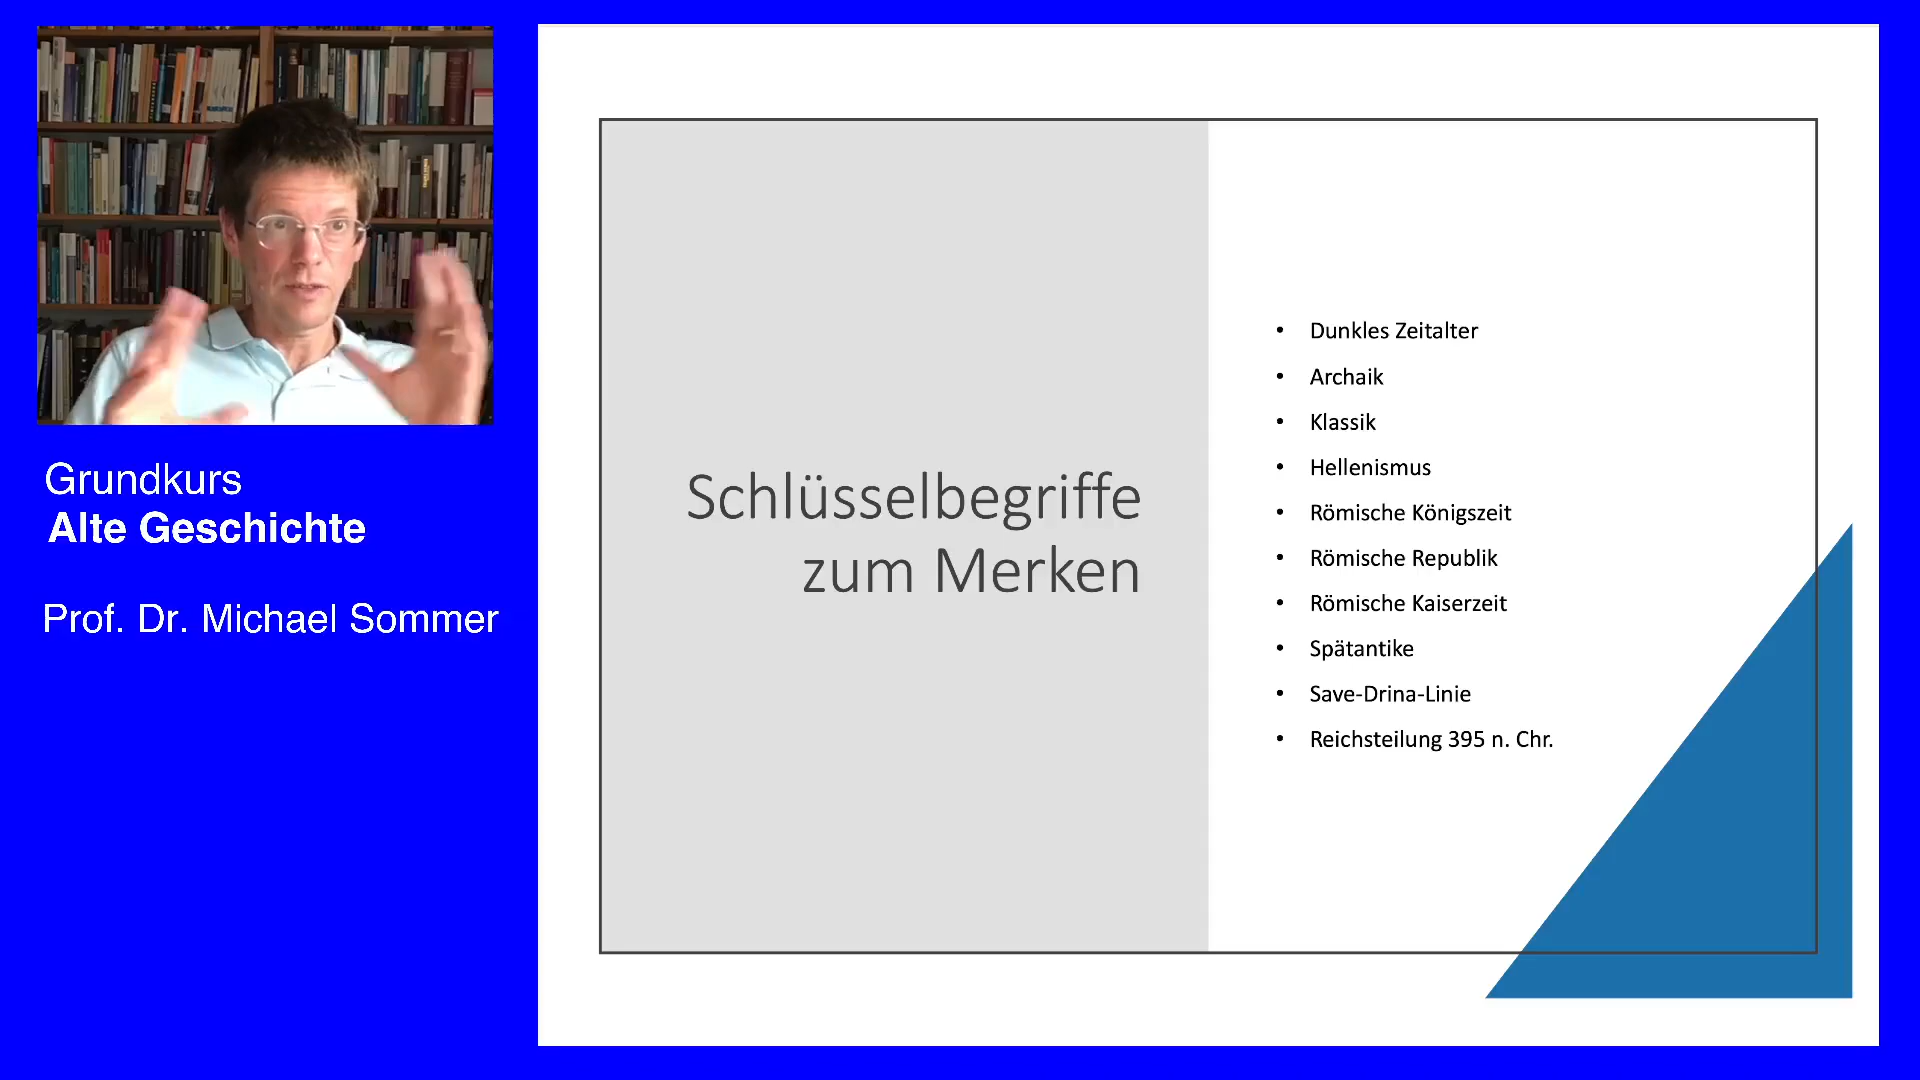 Grundkurs
Alte Geschichte
Prof. Dr. Michael Sommer
Schlüsselbegriffe
zum Merken
• Dunkles Zeitalter
• Archaik
• Klassik
• Hellenismus
• Römische Königszeit
• Römische Republik
• Römische Kaiserzeit
• Spätantike
• Save-Drina-Linie
• Reichsteilung 395 n. Chr.